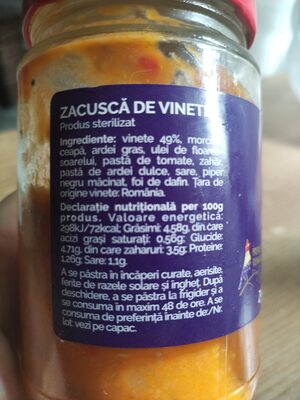 ZACUSCĂ DE VINETE
Produs sterilizat
Ingrediente: vinete 49%,
ceapă, ardei gras, ulei de
soarelui, pastă de tomate, zahăr,
pastă de ardei dulce, sare, piper
negru măcinat, foi de dafin. Țara de
origine vinete: România.
Declarație nutrițională per 100g
produs. Valoare energetică:
298kJ/72kcal; Grăsimi: 4,58g, din care
acizi grași saturați: 0,56g; Glucide:
4,71g, din care zaharuri: 3,5g; Proteine:
1,26g; Sare: 1,1g.
A se păstra în încăperi curate, aerisite,
ferite de razele solare și îngheț. După
deschidere, a se păstra la frigider și a
se consuma în maxim 48 de ore. A se
consuma de preferință înainte de:/Nr.
lot: vezi pe capac.